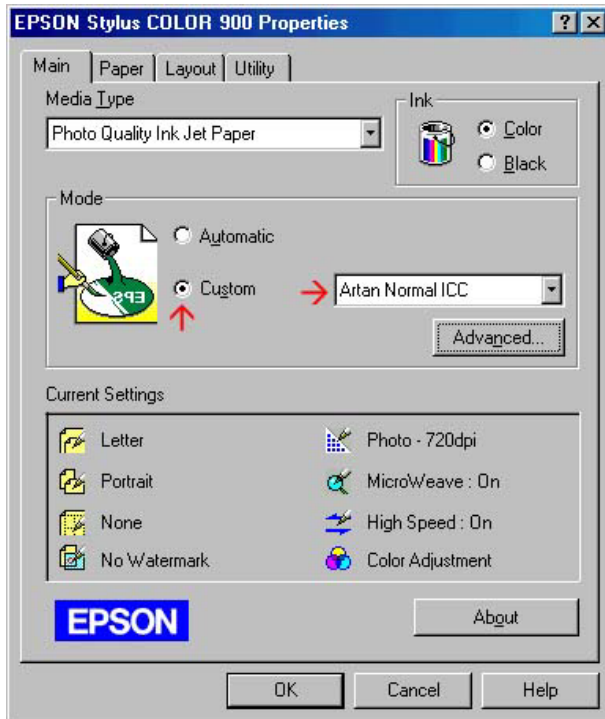 EPSON Stylus COLOR 900 Properties
Main Paper Layout Utility
Media Type
Photo Quality Ink Jet Paper
Ink
Color
Black
Mode
EPS
Automatic
Custom
Artan Normal ICC
Advanced...
Current Settings
Letter
Photo - 720dpi
Portrait
MicroWeave : On
None
High Speed : On
No Watermark
Color Adjustment
EPSON
About
OK Cancel Help